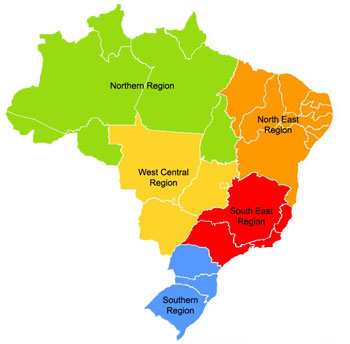 Northern Region
North East
Region
West Central
Region
South East
Region
Southern
Region